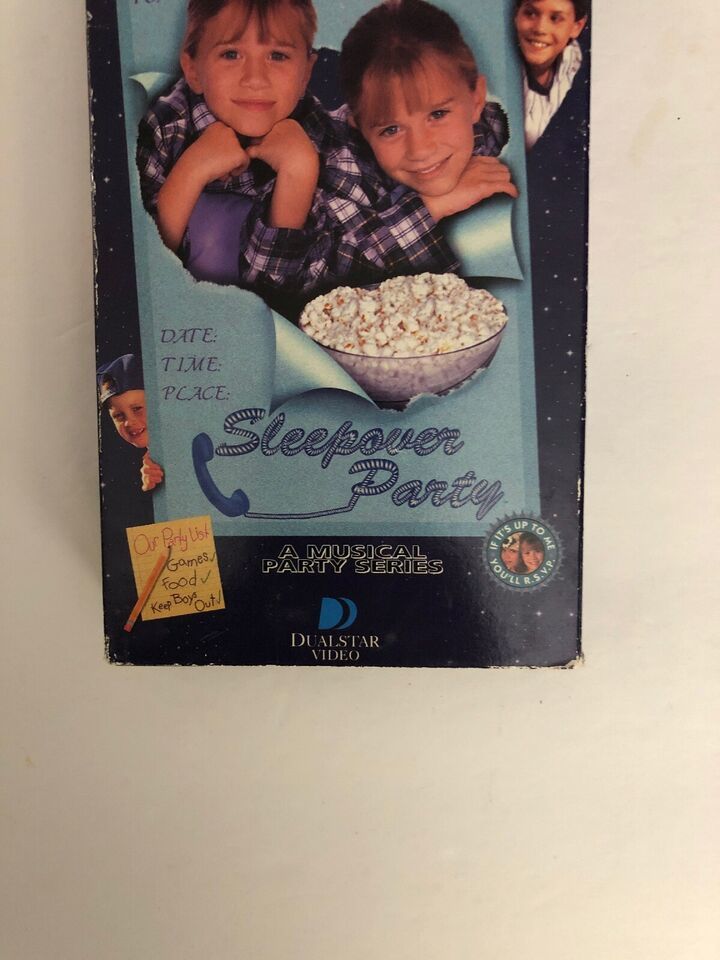 DATE:
TIME:
PLACE:
Sleepover
Party
Our Party List
Games ✓
Food ✓
Keep Boys
Out ✓
A MUSICAL
PARTY SERIES
IF IT'S UP TO ME
YOU'LL R.S.V.P.
DUALSTAR
VIDEO